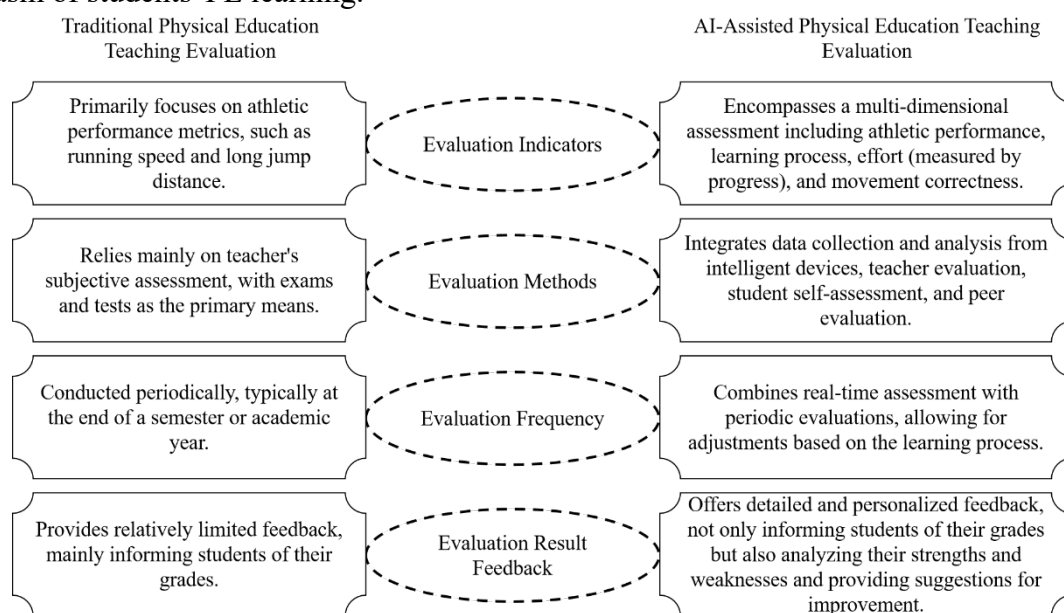 of students' PE learning.
Traditional Physical Education
Teaching Evaluation
AI-Assisted Physical Education Teaching
Evaluation
Primarily focuses on athletic
performance metrics, such as
running speed and long jump
distance.
Evaluation Indicators
Encompasses a multi-dimensional
assessment including athletic performance,
learning process, effort (measured by
progress), and movement correctness.
Relies mainly on teacher's
subjective assessment, with exams
and tests as the primary means.
Evaluation Methods
Integrates data collection and analysis from
intelligent devices, teacher evaluation,
student self-assessment, and peer
evaluation.
Conducted periodically, typically at
the end of a semester or academic
year.
Evaluation Frequency
Combines real-time assessment with
periodic evaluations, allowing for
adjustments based on the learning process.
Provides relatively limited feedback,
mainly informing students of their
grades.
Evaluation Result
Feedback
Offers detailed and personalized feedback,
not only informing students of their grades
but also analyzing their strengths and
weaknesses and providing suggestions for
improvement.